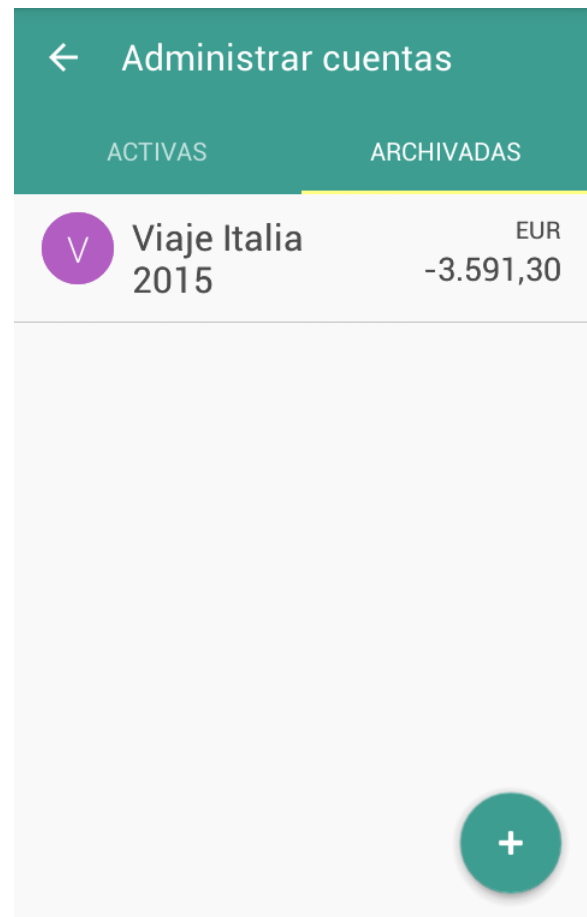 Administrar cuentas
ACTIVAS
ARCHIVADAS
V
Viaje Italia
2015
EUR
-3.591,30
+